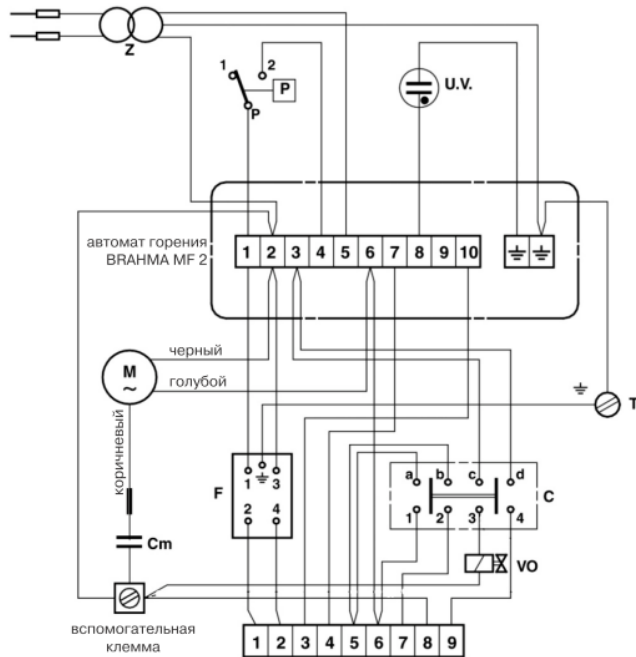 Z
1 2
P
P
U.V.
автомат горения
BRAHMA MF 2
1 2 3 4 5 6 7 8 9 10
черный
M
~
голубой
T
коричневый
F
1 3
2 4
a b c d
C
1 2 3 4
Cm
VO
вспомогательная
клемма
1 2 3 4 5 6 7 8 9